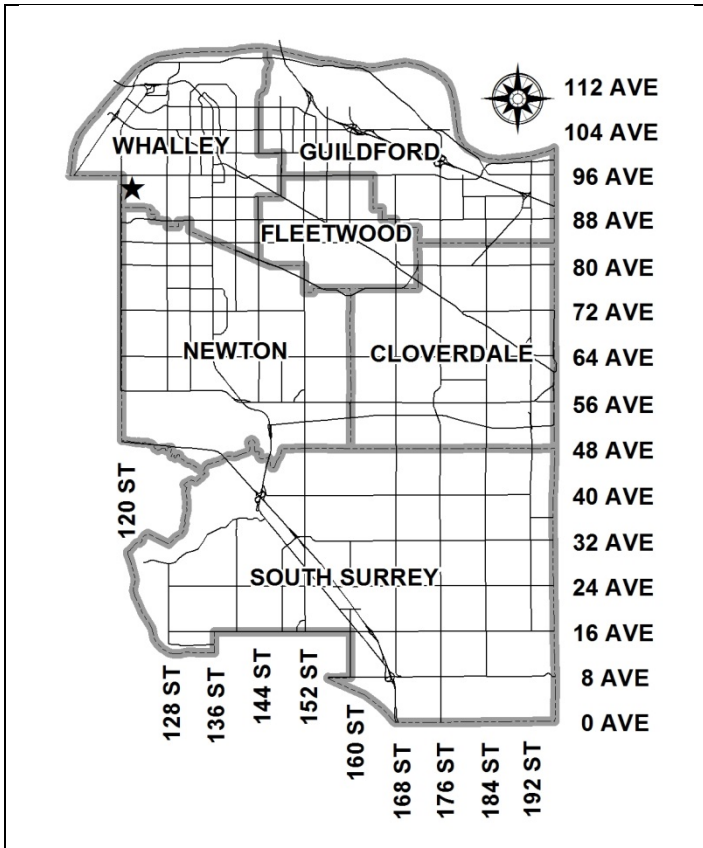 112 AVE
104 AVE
WHALLEY
GUILDFORD
96 AVE
88 AVE
FLEETWOOD
80 AVE
72 AVE
NEWTON
CLOVERDALE
64 AVE
56 AVE
48 AVE
120 ST
40 AVE
32 AVE
SOUTH SURREY
24 AVE
16 AVE
128 ST
136 ST
144 ST
152 ST
160 ST
8 AVE
0 AVE
168 ST
176 ST
184 ST
192 ST